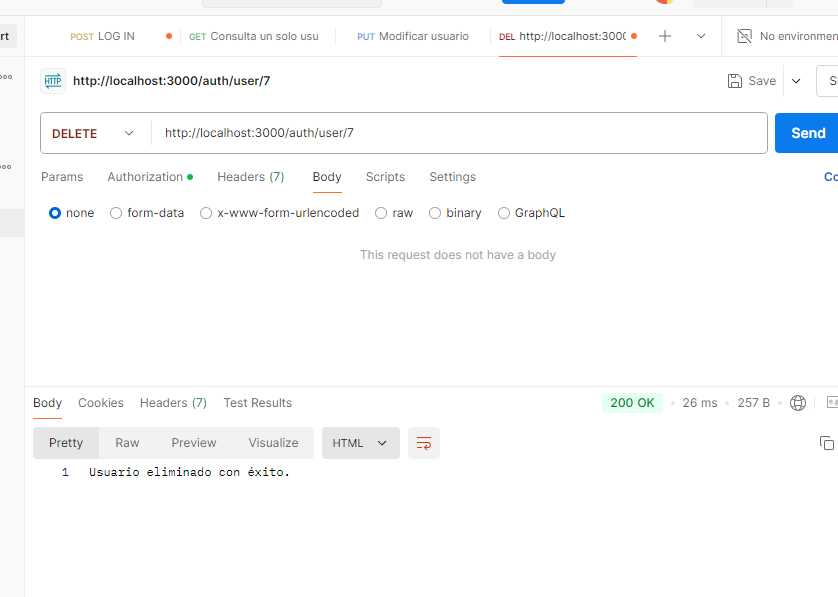 rt
POST LOG IN
GET Consulta un solo usu
PUT Modificar usuario
DEL http://localhost:3000
No environmen
HTTP http://localhost:3000/auth/user/7
Save
DELETE http://localhost:3000/auth/user/7
Send
Params Authorization Headers (7) Body Scripts Settings
none form-data x-www-form-urlencoded raw binary GraphQL
This request does not have a body
Body Cookies Headers (7) Test Results 200 OK 26 ms 257 B
Pretty Raw Preview Visualize HTML
1 Usuario eliminado con éxito.